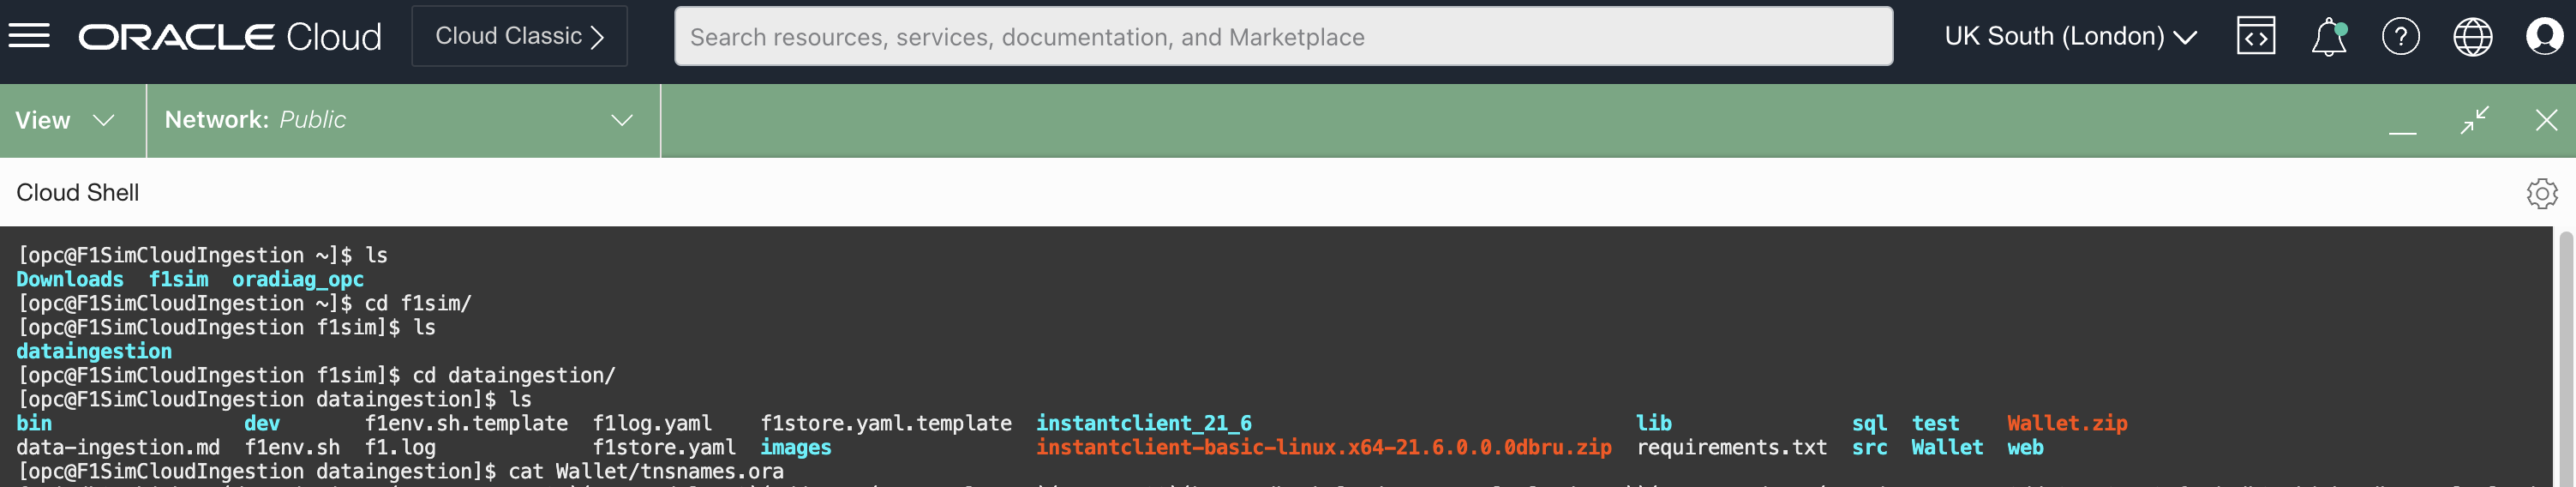 ORACLE Cloud Cloud Classic Search resources, services, documentation, and Marketplace UK South (London)
View Network: Public
Cloud Shell
[opc@F1SimCloudIngestion ~]$ ls
Downloads f1sim oradiag_opc
[opc@F1SimCloudIngestion ~]$ cd f1sim/
[opc@F1SimCloudIngestion f1sim]$ ls
dataingestion
[opc@F1SimCloudIngestion f1sim]$ cd dataingestion/
[opc@F1SimCloudIngestion dataingestion]$ ls
bin dev f1env.sh.template f1log.yaml f1store.yaml.template instantclient_21_6 lib sql test Wallet.zip
data-ingestion.md f1env.sh f1.log f1store.yaml images instantclient-basic-linux.x64-21.6.0.0.0dbru.zip requirements.txt src Wallet web
[opc@F1SimCloudIngestion dataingestion]$ cat Wallet/tnsnames.ora